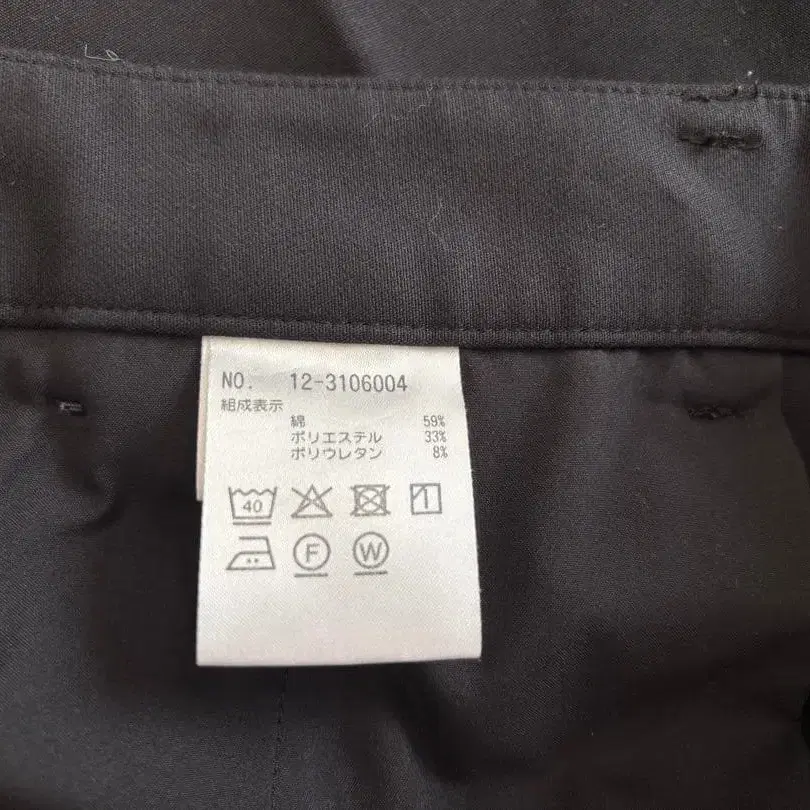 NO. 12-3106004
組成表示
綿 59%
ポリエステル 33%
ポリウレタン 8%
40
F W